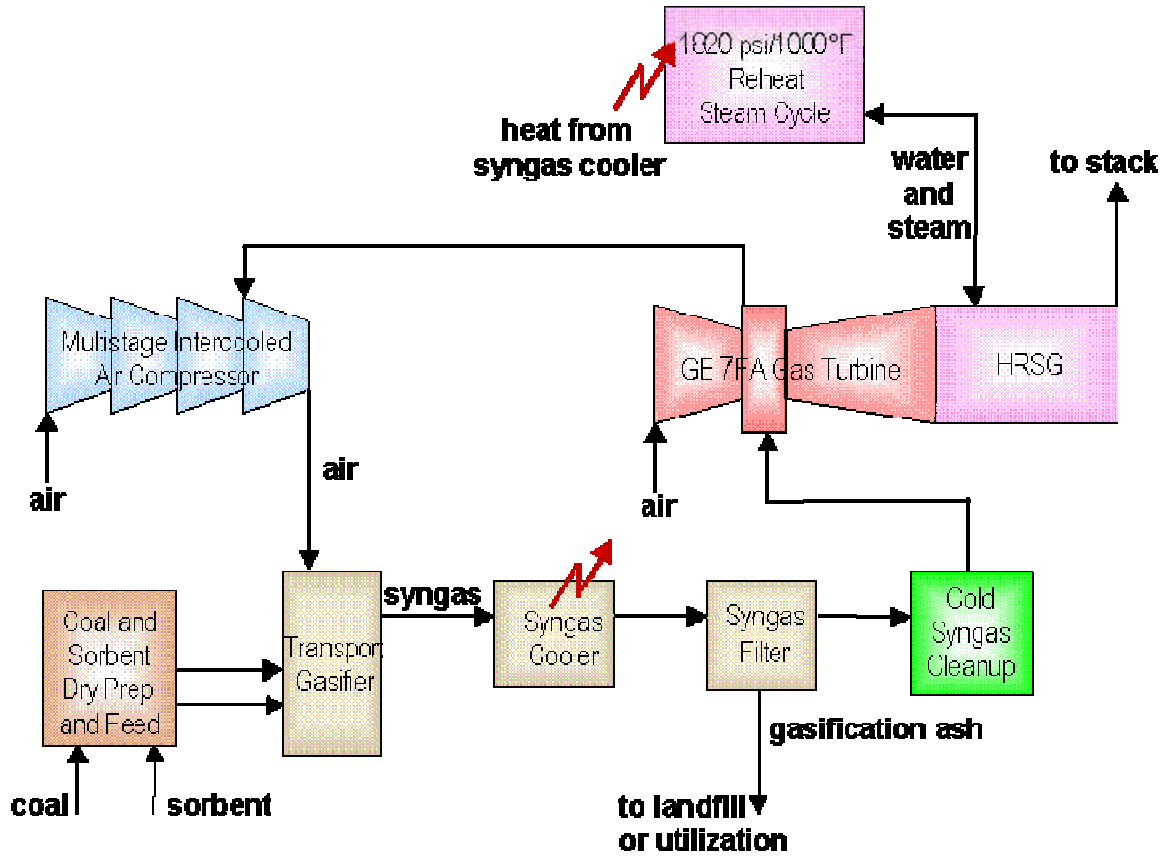 1820 psi/1000°F
Reheat
Steam Cycle
heat from
syngas cooler
water
and
steam
to stack
Multistage Intercooled
Air Compressor
GE 7FA Gas Turbine
HRSG
air
air
air
Coal and
Sorbent
Dry Prep
and Feed
Transport
Gasifier
syngas
Syngas
Cooler
Syngas
Filter
Cold
Syngas
Cleanup
gasification ash
coal
sorbent
to landfill
or utilization